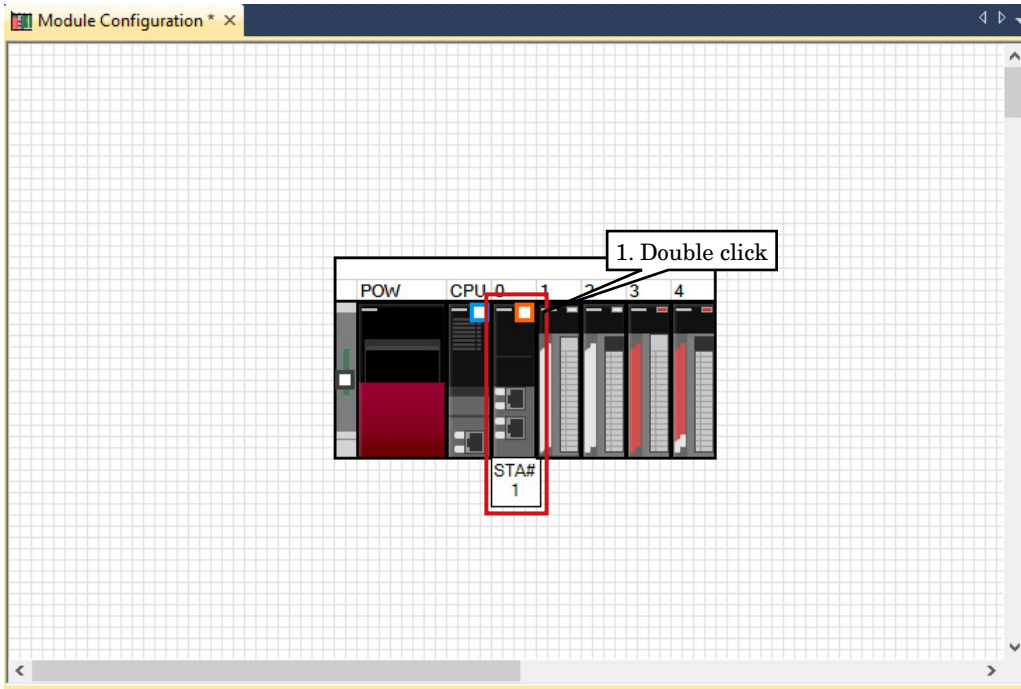 Module Configuration *
1. Double click
POW CPU 0 1 2 3 4
STA#
1